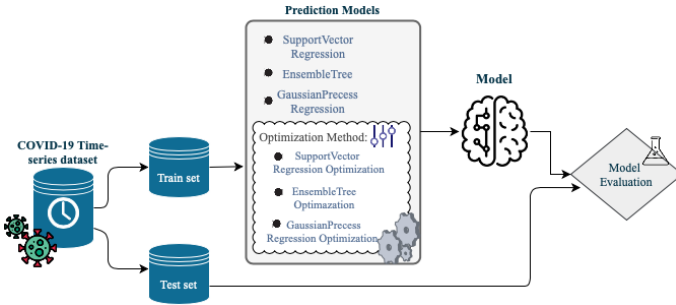 Prediction Models
SupportVector
Regression
EnsembleTree
GaussianPrecess
Regression
Optimization Method:
SupportVector
Regression Optimization
EnsembleTree
Optimazation
GaussianPrecess
Regression Optimization
COVID-19 Time-
series dataset
Train set
Test set
Model
Model
Evaluation